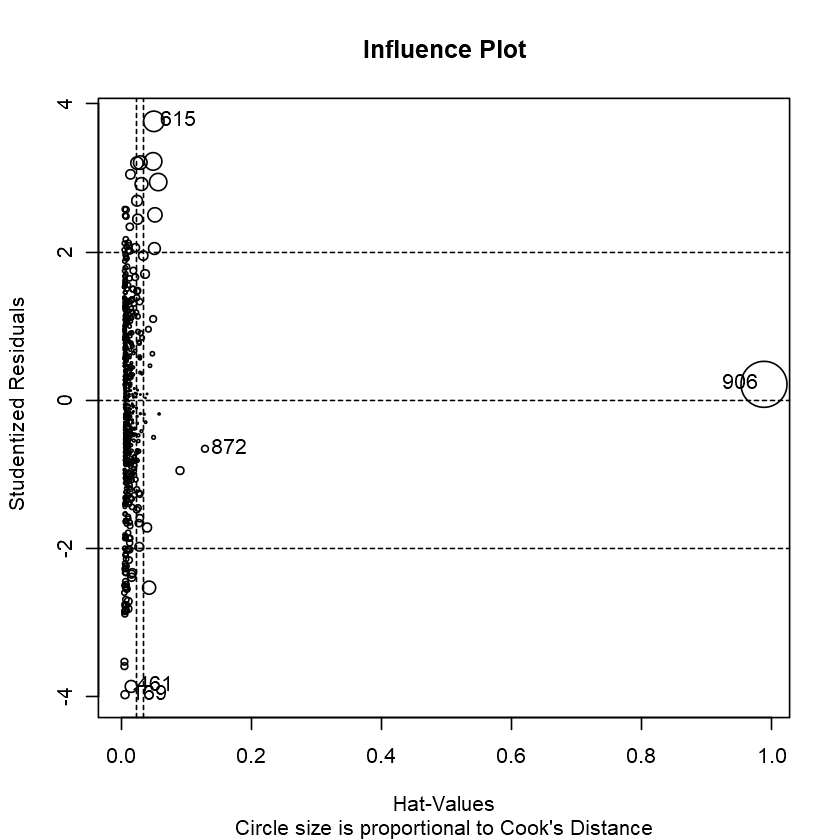 Influence Plot
4
615
2
Studentized Residuals
0
906
872
-2
461
-4
0.0 0.2 0.4 0.6 0.8 1.0
Hat-Values
Circle size is proportional to Cook's Distance